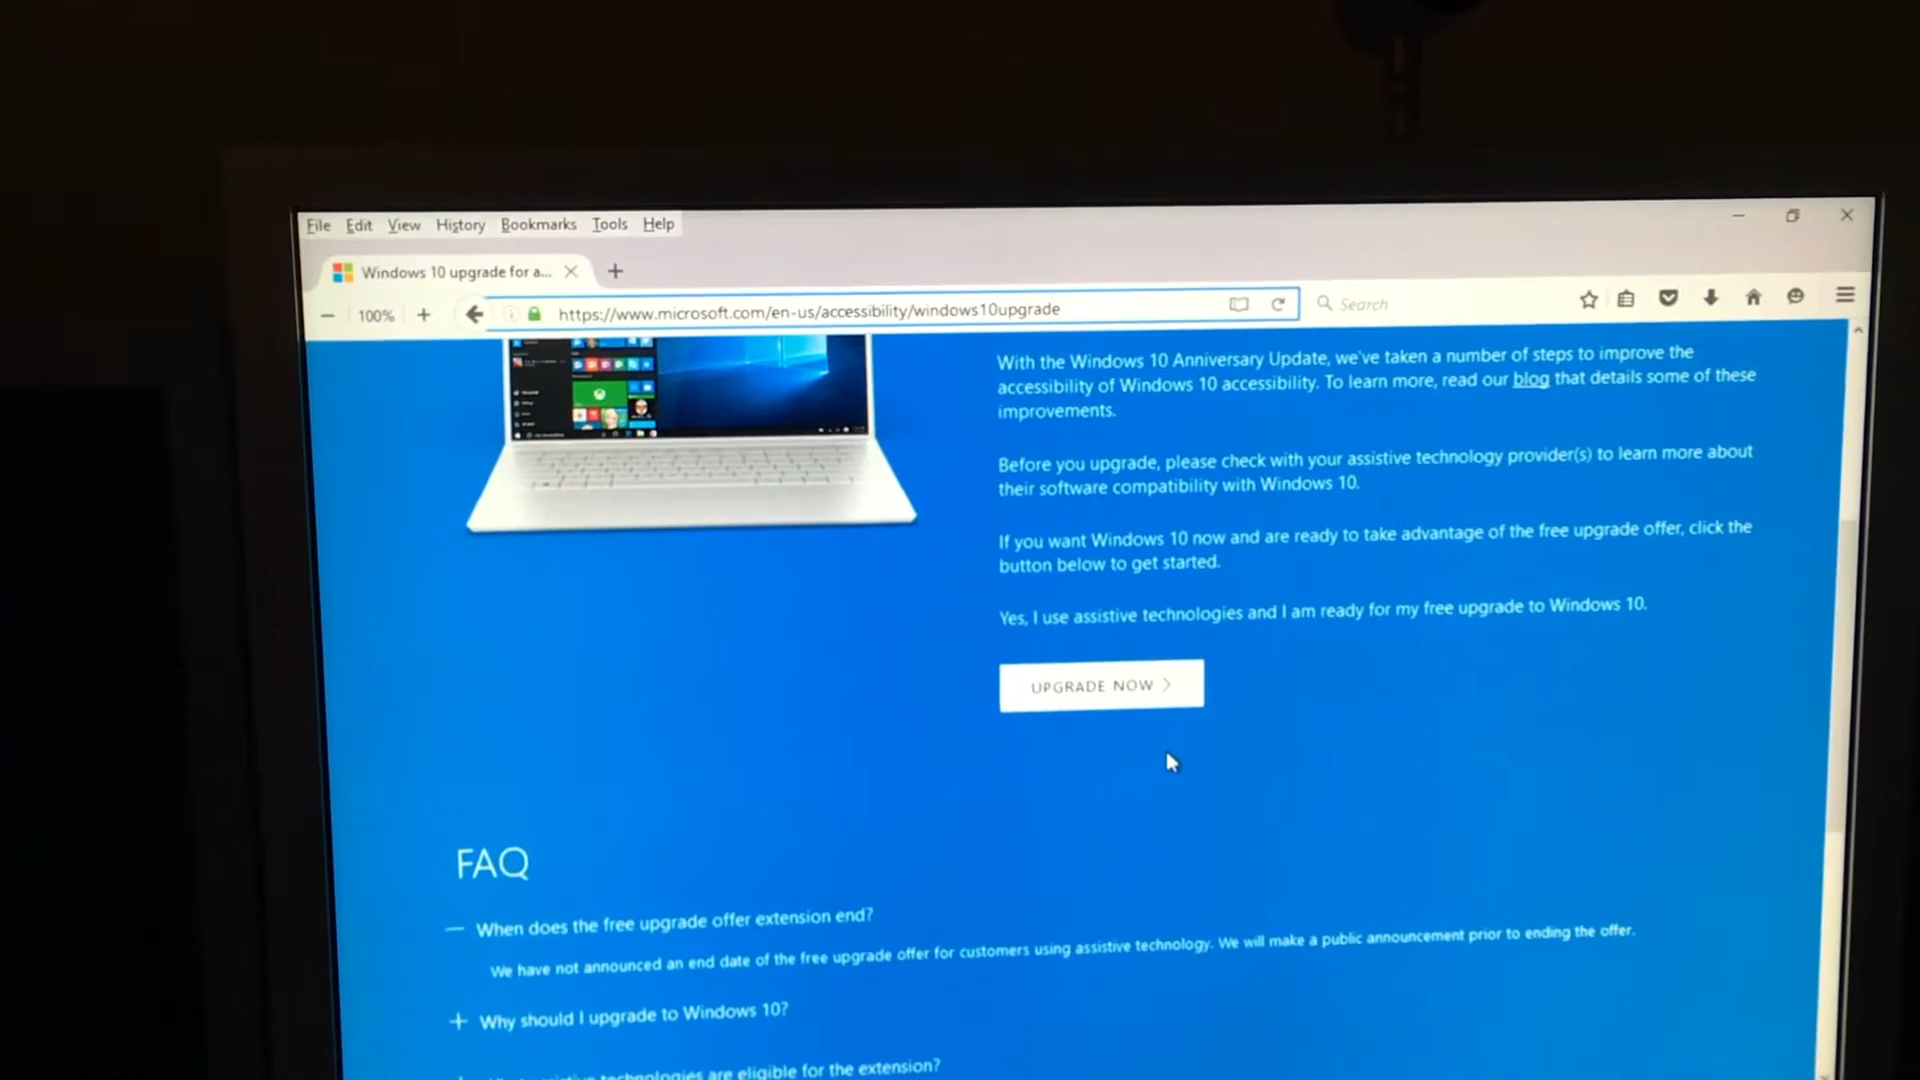 File Edit View History Bookmarks Tools Help
Windows 10 upgrade for a...
100%
https://www.microsoft.com/en-us/accessibility/windows10upgrade
Search
With the Windows 10 Anniversary Update, we've taken a number of steps to improve the
accessibility of Windows 10 accessibility. To learn more, read our blog that details some of these
improvements.
Before you upgrade, please check with your assistive technology provider(s) to learn more about
their software compatibility with Windows 10.
If you want Windows 10 now and are ready to take advantage of the free upgrade offer, click the
button below to get started.
Yes, I use assistive technologies and I am ready for my free upgrade to Windows 10.
UPGRADE NOW
FAQ
When does the free upgrade offer extension end?
We have not announced an end date of the free upgrade offer for customers using assistive technology. We will make a public announcement prior to ending the offer.
Why should I upgrade to Windows 10?
technologies are eligible for the extension?